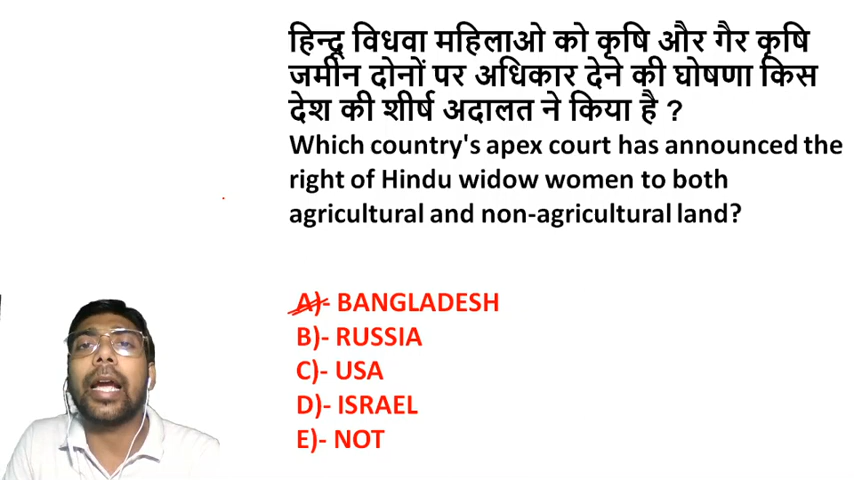 हिन्दू विधवा महिलाओ को कृषि और गैर कृषि
जमीन दोनों पर अधिकार देने की घोषणा किस
देश की शीर्ष अदालत ने किया है ?
Which country's apex court has announced the
right of Hindu widow women to both
agricultural and non-agricultural land?
A)- BANGLADESH
B)- RUSSIA
C)- USA
D)- ISRAEL
E)- NOT